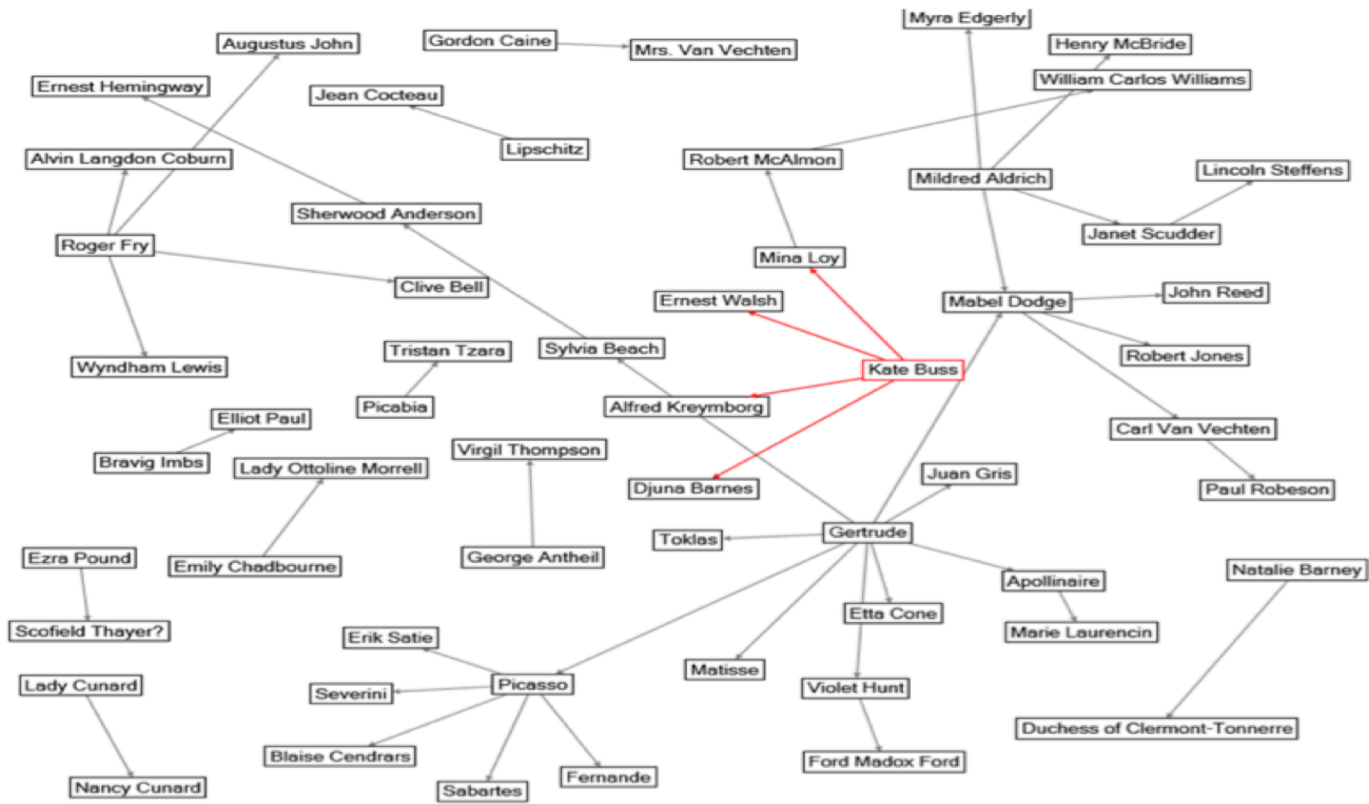 Myra Edgerly
Augustus John
Gordon Caine
Mrs. Van Vechten
Henry McBride
William Carlos Williams
Ernest Hemingway
Jean Cocteau
Lipschitz
Alvin Langdon Coburn
Robert McAlmon
Mildred Aldrich
Lincoln Steffens
Sherwood Anderson
Janet Scudder
Roger Fry
Mina Loy
Clive Bell
Ernest Walsh
Mabel Dodge
John Reed
Tristan Tzara
Sylvia Beach
Robert Jones
Wyndham Lewis
Kate Buss
Picabia
Alfred Kreymborg
Elliot Paul
Carl Van Vechten
Virgil Thompson
Bravig Imbs
Lady Ottoline Morrell
Juan Gris
Djuna Barnes
Paul Robeson
Toklas
Gertrude
Ezra Pound
Emily Chadbourne
George Antheil
Apollinaire
Natalie Barney
Etta Cone
Scofield Thayer?
Erik Satie
Marie Laurencin
Matisse
Lady Cunard
Severini
Picasso
Violet Hunt
Duchess of Clermont-Tonnerre
Blaise Cendrars
Ford Madox Ford
Nancy Cunard
Sabartes
Fernande